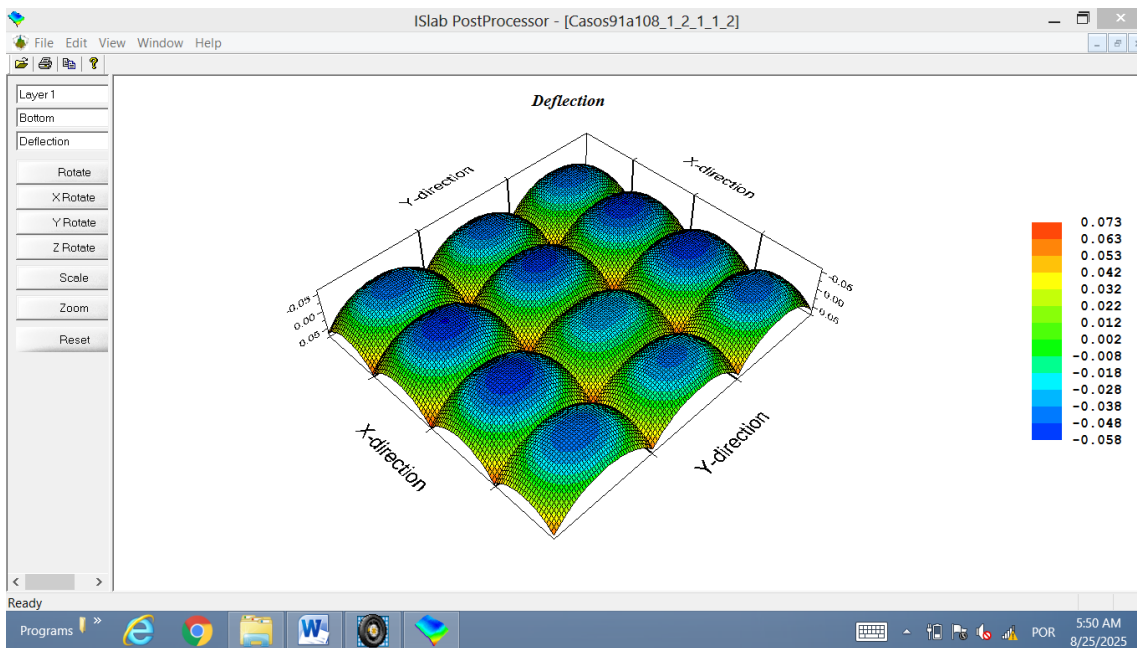 ISlab PostProcessor - [Casos91a108_1_2_1_1_2]
File Edit View Window Help
Layer 1
Bottom
Deflection
Rotate
X Rotate
Y Rotate
Z Rotate
Scale
Zoom
Reset
Deflection
Y-direction
X-direction
-0.05
0.00
0.05
-0.05
0.00
0.05
X-direction
Y-direction
0.073
0.063
0.053
0.042
0.032
0.022
0.012
0.002
-0.008
-0.018
-0.028
-0.038
-0.048
-0.058
Ready
Programs
POR
5:50 AM
8/25/2025